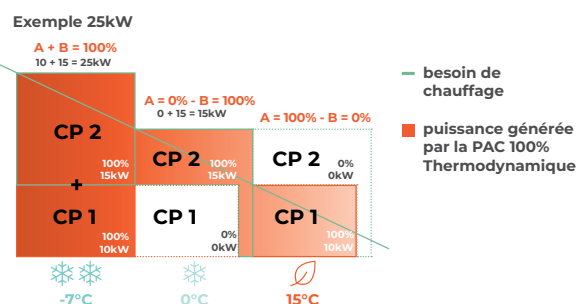 Exemple 25kW
A + B = 100%
10 + 15 = 25kW
A = 0% - B = 100%
0 + 15 = 15kW
A = 100% - B = 0%
CP 2
100%
15kW
CP 2
100%
15kW
CP 2
0%
0kW
+
CP 1
100%
10kW
CP 1
0%
0kW
CP 1
100%
10kW
-7°C
0°C
15°C
besoin de
chauffage
puissance générée
par la PAC 100%
Thermodynamique